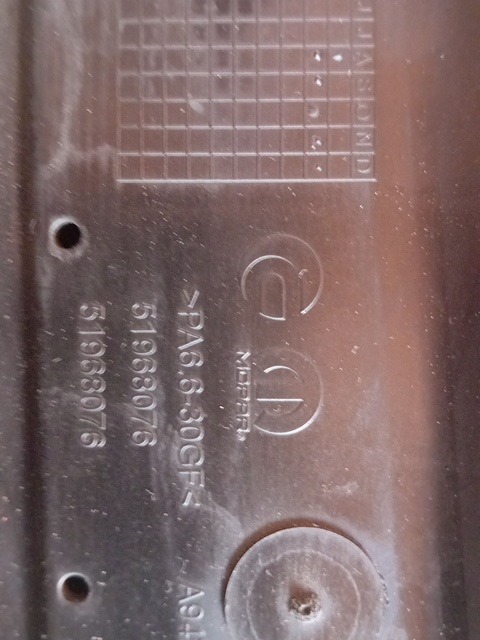 J J A S O N D
MOPAR
>PA6.6-30GF<
51968076
51968076